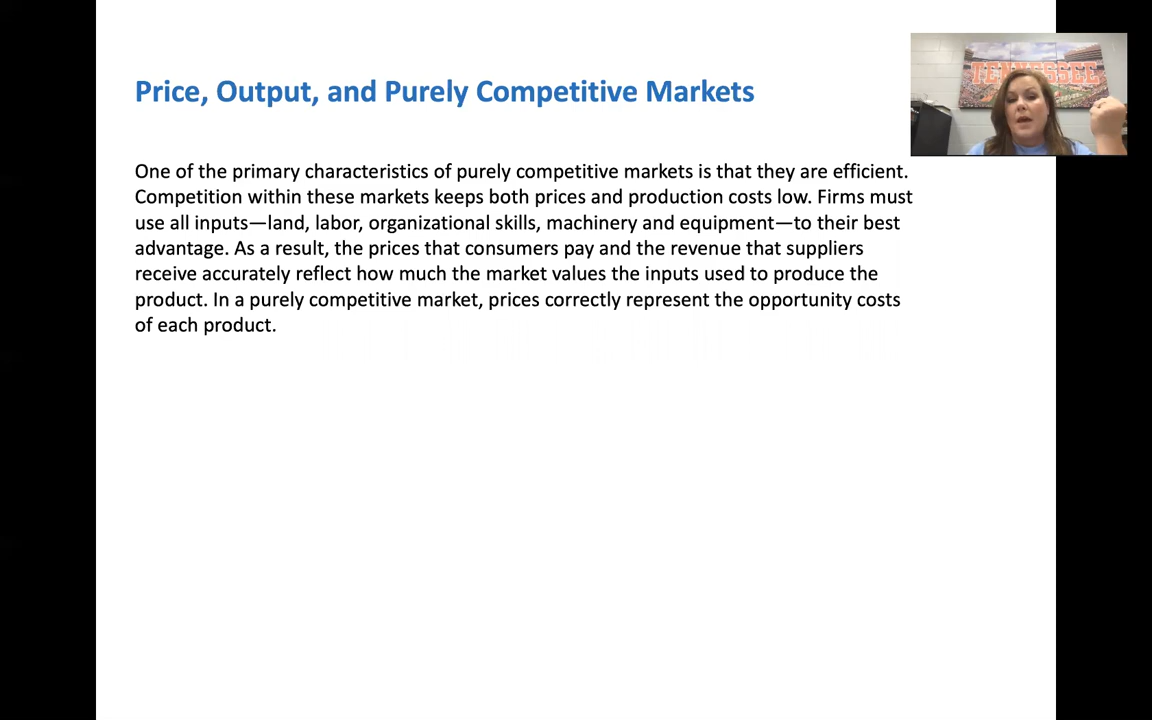 Price, Output, and Purely Competitive Markets
TENNESSEE
One of the primary characteristics of purely competitive markets is that they are efficient.
Competition within these markets keeps both prices and production costs low. Firms must
use all inputs—land, labor, organizational skills, machinery and equipment—to their best
advantage. As a result, the prices that consumers pay and the revenue that suppliers
receive accurately reflect how much the market values the inputs used to produce the
product. In a purely competitive market, prices correctly represent the opportunity costs
of each product.